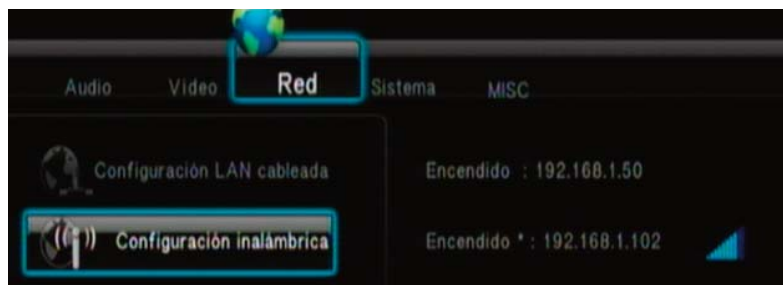 Audio Vídeo Red Sistema MISC
Configuración LAN cableada Encendido : 192.168.1.50
Configuración inalámbrica Encendido * : 192.168.1.102